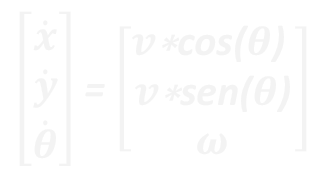 ẋ   v *cos(θ)
ẏ = v *sen(θ)
θ̇   ω